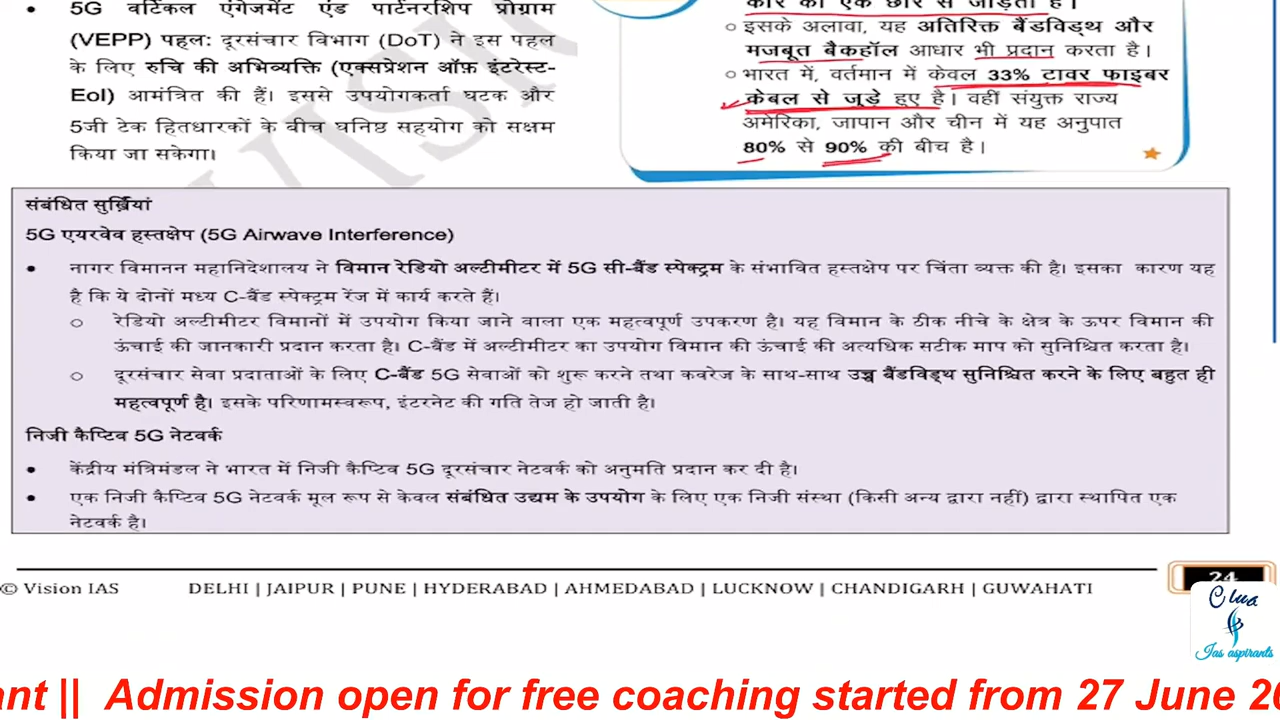 5G वर्टिकल एंगेजमेंट एंड पार्टनरशिप प्रोग्राम
(VEPP) पहल: दूरसंचार विभाग (DoT) ने इस पहल
के लिए रुचि की अभिव्यक्ति (एक्सप्रेशन ऑफ़ इंटरेस्ट-
EoI) आमंत्रित की हैं। इससे उपयोगकर्ता घटक और
5जी टेक हितधारकों के बीच घनिष्ठ सहयोग को सक्षम
किया जा सकेगा।
इसके अलावा, यह अतिरिक्त बैंडविड्थ और
मजबूत बैकहॉल आधार भी प्रदान करता है।
भारत में, वर्तमान में केवल 33% टावर फाइबर
केबल से जुड़े हुए है। वहीं संयुक्त राज्य
अमेरिका, जापान और चीन में यह अनुपात
80% से 90% की बीच है।
VISI
संबंधित सुर्ख़ियां
5G एयरवेव हस्तक्षेप (5G Airwave Interference)
• नागर विमानन महानिदेशालय ने विमान रेडियो अल्टीमीटर में 5G सी-बैंड स्पेक्ट्रम के संभावित हस्तक्षेप पर चिंता व्यक्त की है। इसका कारण यह
है कि ये दोनों मध्य C-बैंड स्पेक्ट्रम रेंज में कार्य करते हैं।
o रेडियो अल्टीमीटर विमानों में उपयोग किया जाने वाला एक महत्वपूर्ण उपकरण है। यह विमान के ठीक नीचे के क्षेत्र के ऊपर विमान की
ऊंचाई की जानकारी प्रदान करता है। C-बैंड में अल्टीमीटर का उपयोग विमान की ऊंचाई की अत्यधिक सटीक माप को सुनिश्चित करता है।
o दूरसंचार सेवा प्रदाताओं के लिए C-बैंड 5G सेवाओं को शुरू करने तथा कवरेज के साथ-साथ उच्च बैंडविड्थ सुनिश्चित करने के लिए बहुत ही
महत्वपूर्ण है। इसके परिणामस्वरूप, इंटरनेट की गति तेज हो जाती है।
निजी कैप्टिव 5G नेटवर्क
• केंद्रीय मंत्रिमंडल ने भारत में निजी कैप्टिव 5G दूरसंचार नेटवर्क को अनुमति प्रदान कर दी है।
• एक निजी कैप्टिव 5G नेटवर्क मूल रूप से केवल संबंधित उद्यम के उपयोग के लिए एक निजी संस्था (किसी अन्य द्वारा नहीं) द्वारा स्थापित एक
नेटवर्क है।
© Vision IAS DELHI | JAIPUR | PUNE | HYDERABAD | AHMEDABAD | LUCKNOW | CHANDIGARH | GUWAHATI
24
Ias aspirants
ant || Admission open for free coaching started from 27 June 20